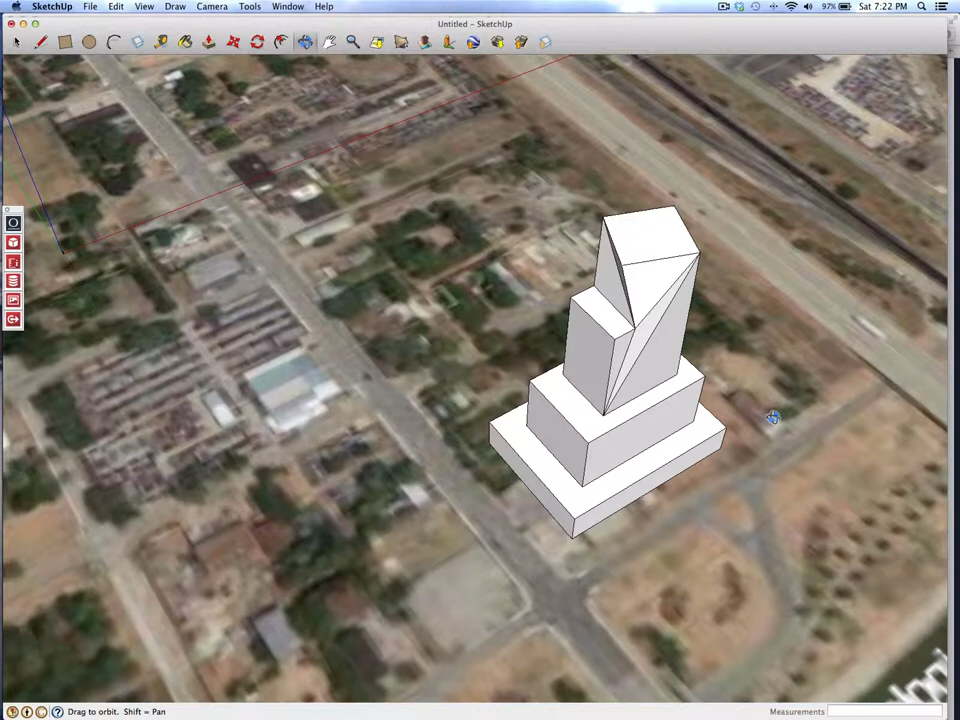 SketchUp File Edit View Draw Camera Tools Window Help 97% Sat 7:22 PM
Untitled – SketchUp
Drag to orbit. Shift = Pan Measurements